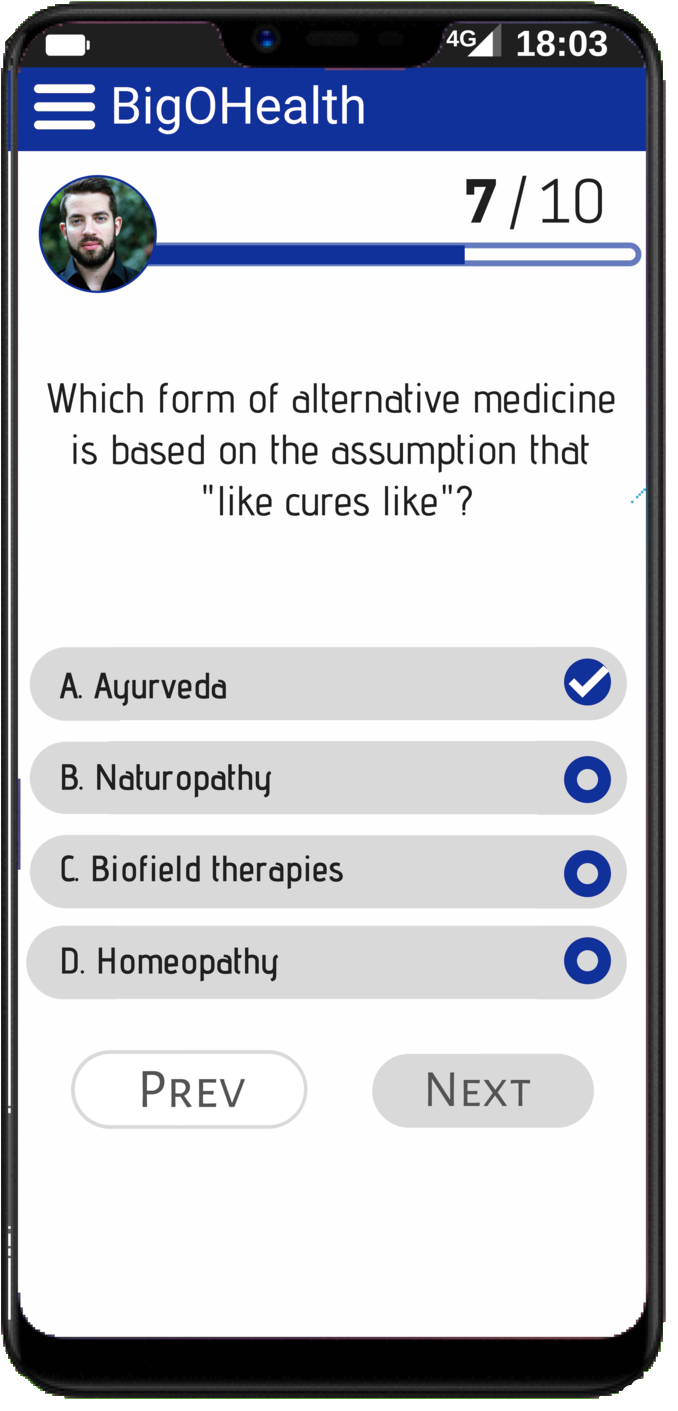 4G 18:03
BigOHealth
7/10
Which form of alternative medicine
is based on the assumption that
"like cures like"?
A. Ayurveda
B. Naturopathy
C. Biofield therapies
D. Homeopathy
PREV NEXT